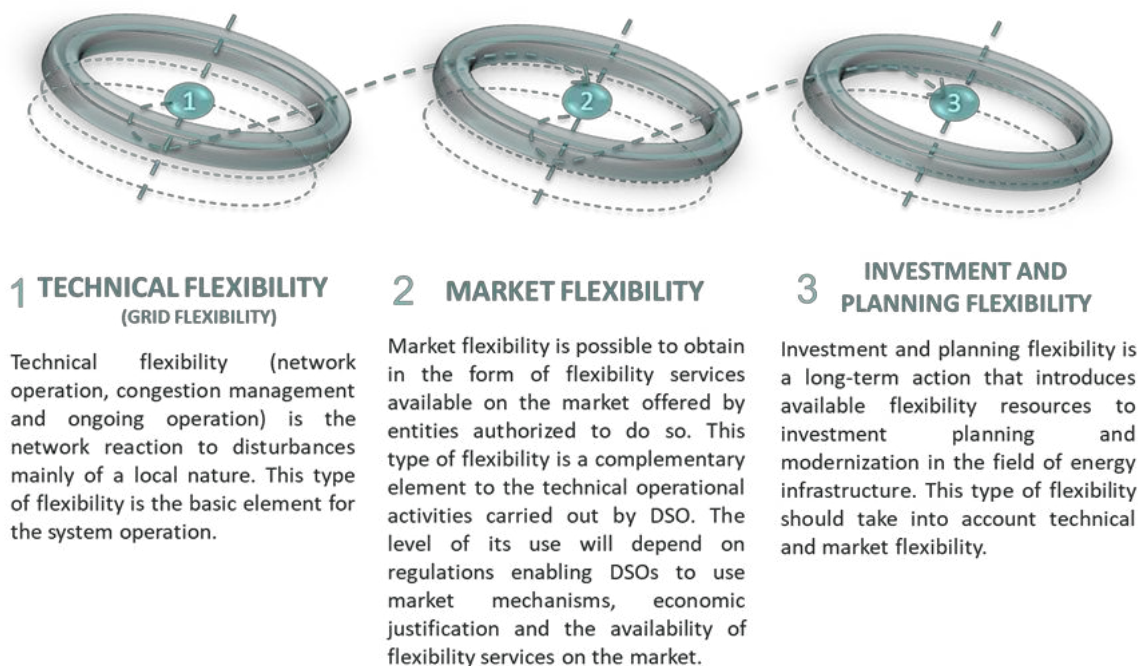 1
2
3
1 TECHNICAL FLEXIBILITY
(GRID FLEXIBILITY)
Technical flexibility (network
operation, congestion management
and ongoing operation) is the
network reaction to disturbances
mainly of a local nature. This type
of flexibility is the basic element for
the system operation.
2 MARKET FLEXIBILITY
Market flexibility is possible to obtain
in the form of flexibility services
available on the market offered by
entities authorized to do so. This
type of flexibility is a complementary
element to the technical operational
activities carried out by DSO. The
level of its use will depend on
regulations enabling DSOs to use
market mechanisms, economic
justification and the availability of
flexibility services on the market.
3 INVESTMENT AND
PLANNING FLEXIBILITY
Investment and planning flexibility is
a long-term action that introduces
available flexibility resources to
investment planning and
modernization in the field of energy
infrastructure. This type of flexibility
should take into account technical
and market flexibility.